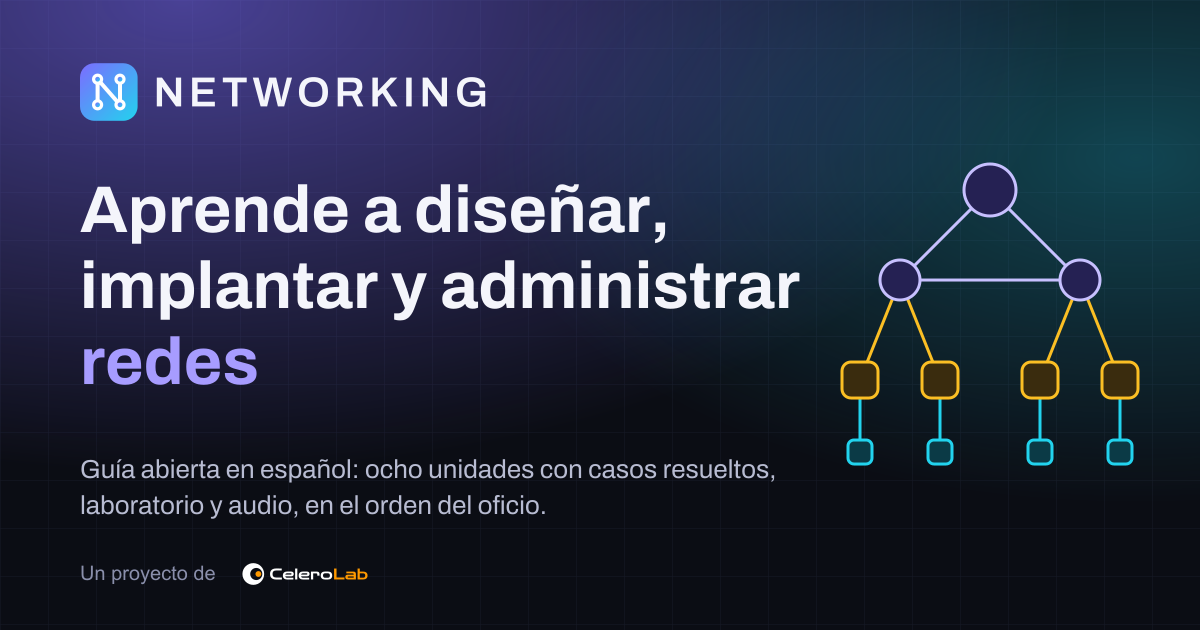 NETWORKING
Aprende a diseñar,
implantar y administrar
redes
Guía abierta en español: ocho unidades con casos resueltos,
laboratorio y audio, en el orden del oficio.
Un proyecto de CeleroLab